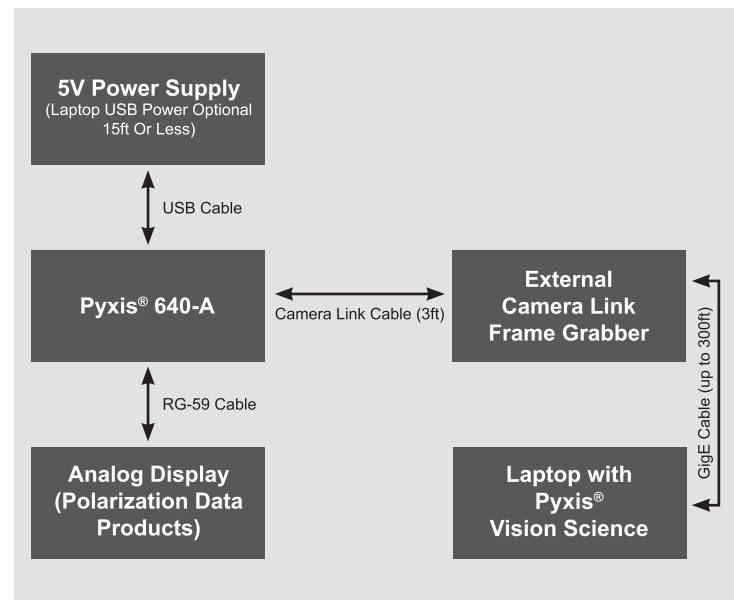 5V Power Supply
(Laptop USB Power Optional
15ft Or Less)
USB Cable
Pyxis® 640-A
Camera Link Cable (3ft)
External
Camera Link
Frame Grabber
GigE Cable (up to 300ft)
RG-59 Cable
Analog Display
(Polarization Data
Products)
Laptop with
Pyxis®
Vision Science